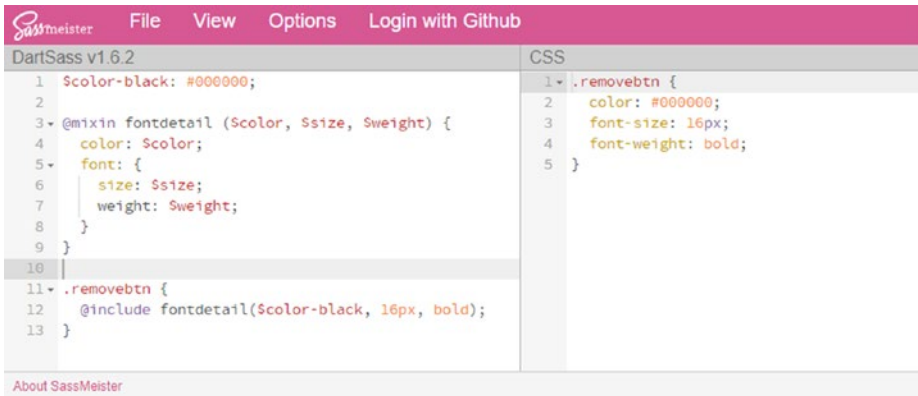 Sassmeister File View Options Login with Github
DartSass v1.6.2
1 $color-black: #000000;
2
3 @mixin fontdetail ($color, $size, $weight) {
4 color: $color;
5 font: {
6 size: $size;
7 weight: $weight;
8 }
9 }
10
11 .removebtn {
12 @include fontdetail($color-black, 16px, bold);
13 }
CSS
1 .removebtn {
2 color: #000000;
3 font-size: 16px;
4 font-weight: bold;
5 }
About SassMeister